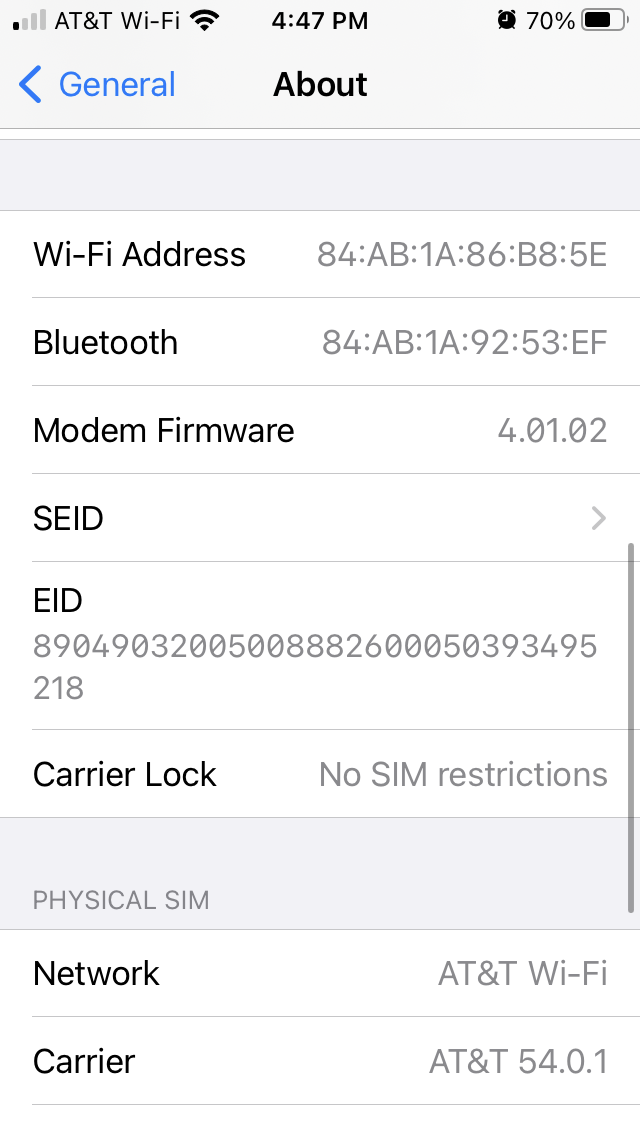 AT&T Wi-Fi 4:47 PM 70%
General About
Wi-Fi Address 84:AB:1A:86:B8:5E
Bluetooth 84:AB:1A:92:53:EF
Modem Firmware 4.01.02
SEID
EID
89049032005008882600050393495
218
Carrier Lock No SIM restrictions
PHYSICAL SIM
Network AT&T Wi-Fi
Carrier AT&T 54.0.1